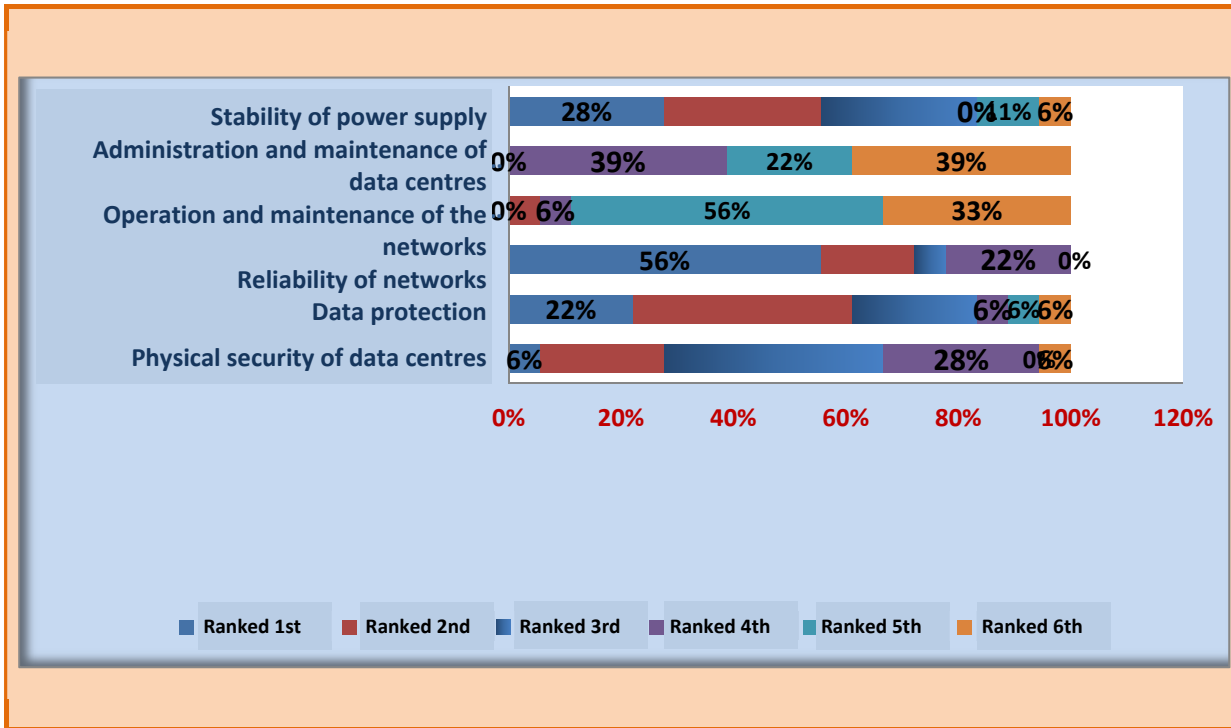 Stability of power supply
Administration and maintenance of
data centres
Operation and maintenance of the
networks
Reliability of networks
Data protection
Physical security of data centres
28% 0% 11% 6%
0% 39% 22% 39%
0% 6% 56% 33%
56% 22% 0%
22% 6% 6% 6%
6% 28% 0% 6%
0% 20% 40% 60% 80% 100% 120%
Ranked 1st Ranked 2nd Ranked 3rd Ranked 4th Ranked 5th Ranked 6th